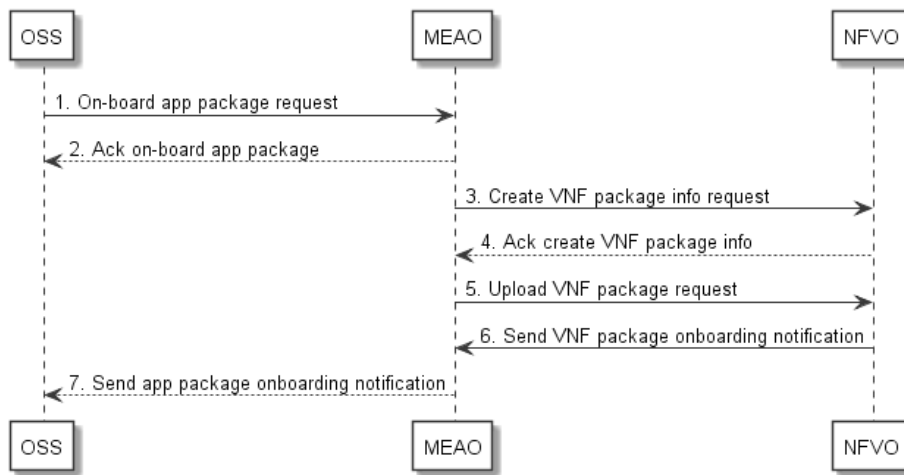 OSS MEAO NFVO
1. On-board app package request
2. Ack on-board app package
3. Create VNF package info request
4. Ack create VNF package info
5. Upload VNF package request
6. Send VNF package onboarding notification
7. Send app package onboarding notification
OSS MEAO NFVO